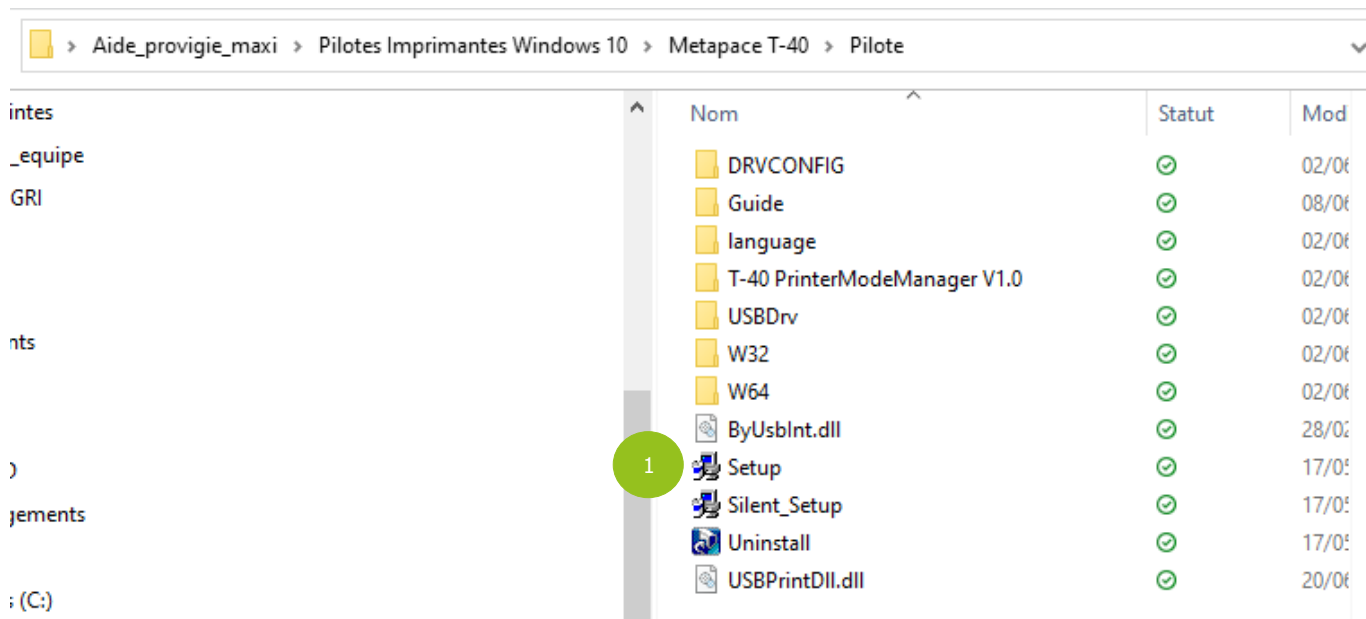 Aide_provigie_maxi > Pilotes Imprimantes Windows 10 > Metapace T-40 > Pilote
intes
_equipe
GRI
nts
gements
s (C:)
Nom Statut Mod
DRVCONFIG 02/06
Guide 08/06
language 02/06
T-40 PrinterModeManager V1.0 02/06
USBDrv 02/06
W32 02/06
W64 02/06
ByUsbInt.dll 28/02
1 Setup 17/05
Silent_Setup 17/05
Uninstall 17/05
USBPrintDll.dll 20/06